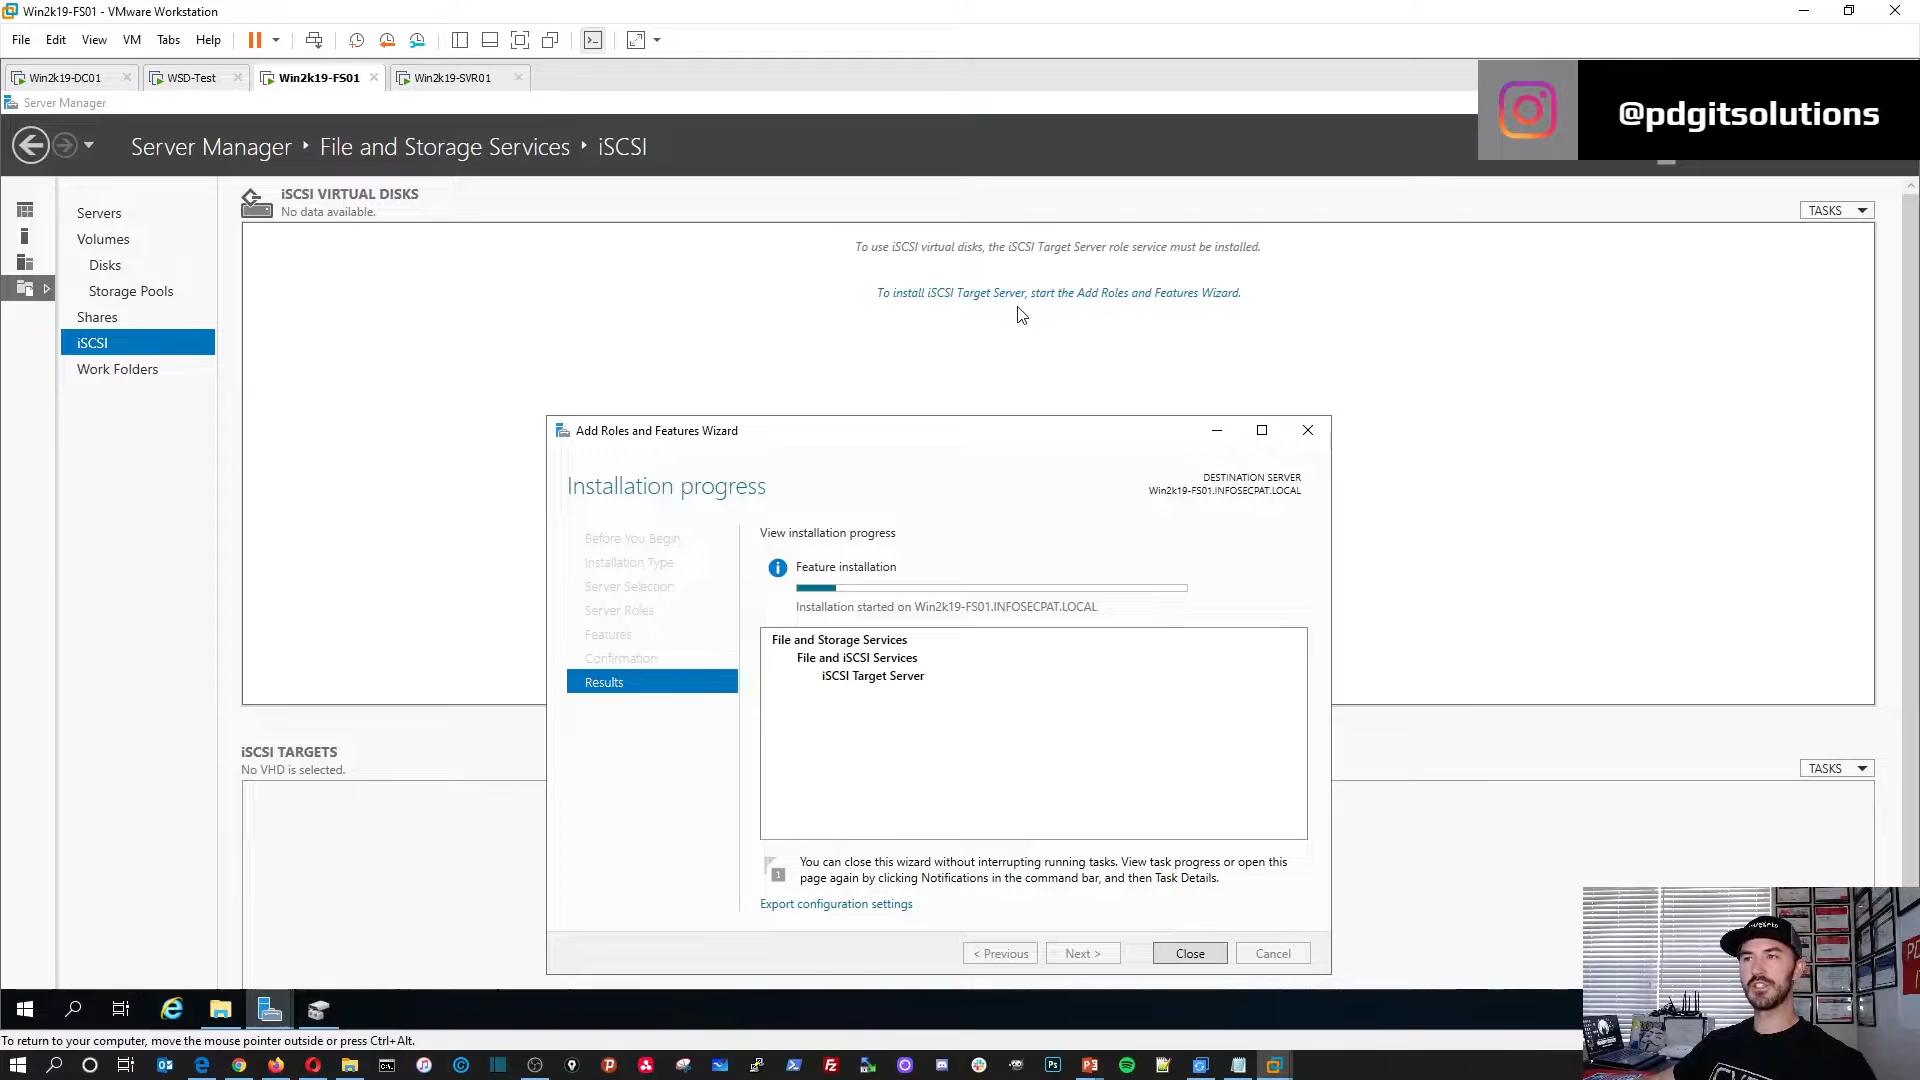 Win2k19-FS01 - VMware Workstation
File Edit View VM Tabs Help
Win2k19-DC01
WSD-Test
Win2k19-FS01
Win2k19-SVR01
Server Manager
@pdgitsolutions
Server Manager ‣ File and Storage Services ‣ iSCSI
Servers
Volumes
Disks
Storage Pools
Shares
iSCSI
Work Folders
iSCSI VIRTUAL DISKS
No data available.
TASKS
To use iSCSI virtual disks, the iSCSI Target Server role service must be installed.
To install iSCSI Target Server, start the Add Roles and Features Wizard.
Add Roles and Features Wizard
Installation progress
DESTINATION SERVER
Win2k19-FS01.INFOSECPAT.LOCAL
Before You Begin
Installation Type
Server Selection
Server Roles
Features
Confirmation
Results
View installation progress
Feature installation
Installation started on Win2k19-FS01.INFOSECPAT.LOCAL
File and Storage Services
File and iSCSI Services
iSCSI Target Server
1
You can close this wizard without interrupting running tasks. View task progress or open this
page again by clicking Notifications in the command bar, and then Task Details.
Export configuration settings
< Previous
Next >
Close
Cancel
iSCSI TARGETS
No VHD is selected.
TASKS
To return to your computer, move the mouse pointer outside or press Ctrl+Alt.